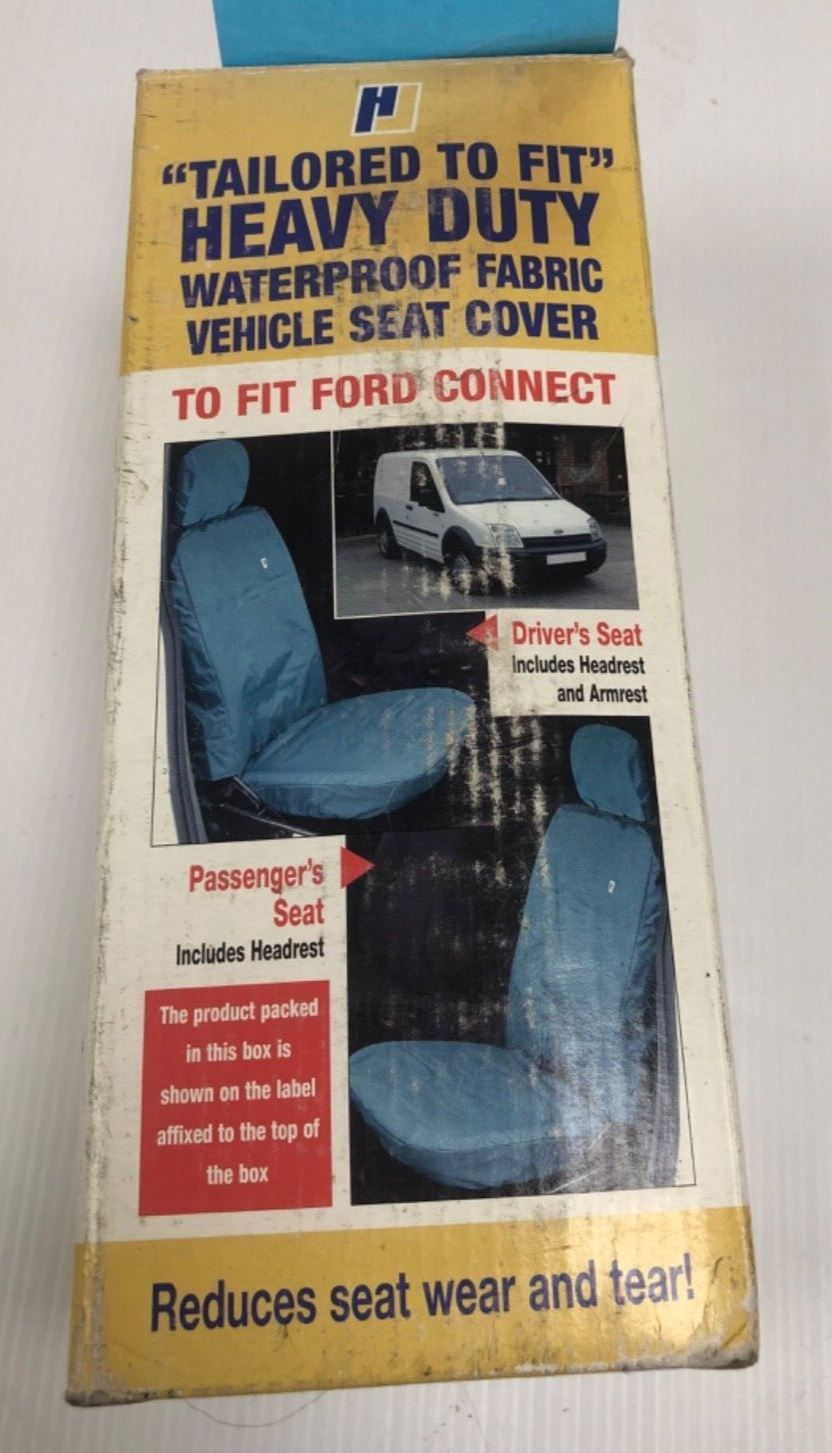 "TAILORED TO FIT"
HEAVY DUTY
WATERPROOF FABRIC
VEHICLE SEAT COVER
TO FIT FORD CONNECT
Driver's Seat
Includes Headrest
and Armrest
Passenger's
Seat
Includes Headrest
The product packed
in this box is
shown on the label
affixed to the top of
the box
Reduces seat wear and tear!